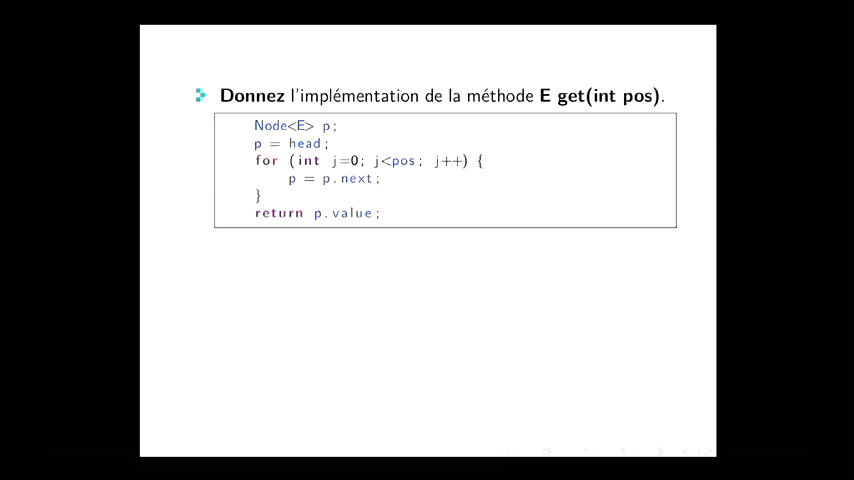 Donnez l'implémentation de la méthode E get(int pos).
Node<E> p;
p = head;
for (int j=0; j<pos; j++) {
p = p.next;
}
return p.value;